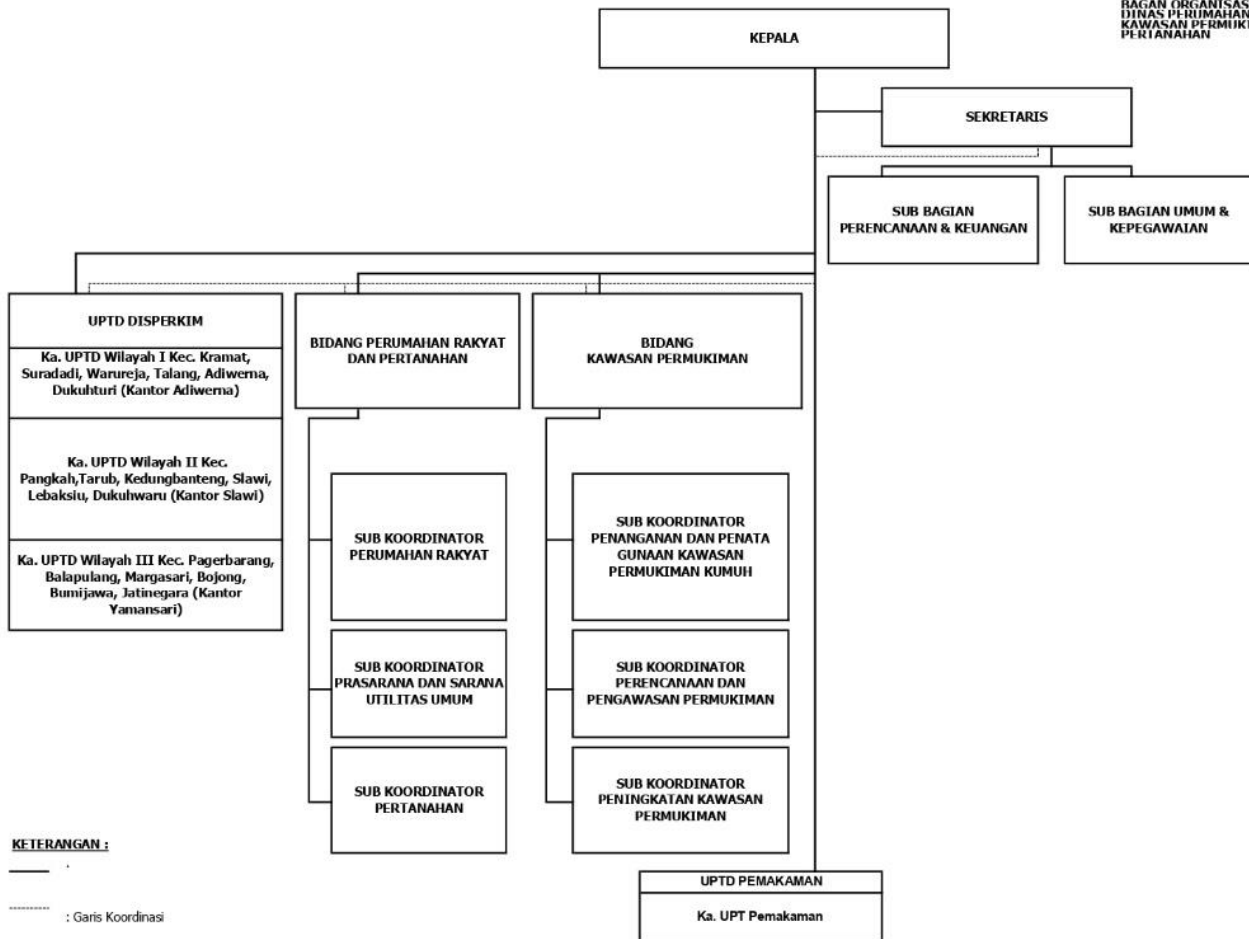 BAGAN ORGANISAS
DINAS PERUMAHAN
KAWASAN PERMUKI
PERTANAHAN
KEPALA
SEKRETARIS
SUB BAGIAN
PERENCANAAN & KEUANGAN
SUB BAGIAN UMUM &
KEPEGAWAIAN
UPTD DISPERKIM
Ka. UPTD Wilayah I Kec. Kramat,
Suradadi, Warureja, Talang, Adiwerna,
Dukuhturi (Kantor Adiwerna)
Ka. UPTD Wilayah II Kec.
Pangkah,Tarub, Kedungbanteng, Slawi,
Lebaksiu, Dukuhwaru (Kantor Slawi)
Ka. UPTD Wilayah III Kec. Pagerbarang,
Balapulang, Margasari, Bojong,
Bumijawa, Jatinegara (Kantor
Yamansari)
BIDANG PERUMAHAN RAKYAT
DAN PERTANAHAN
SUB KOORDINATOR
PERUMAHAN RAKYAT
SUB KOORDINATOR
PRASARANA DAN SARANA
UTILITAS UMUM
SUB KOORDINATOR
PERTANAHAN
BIDANG
KAWASAN PERMUKIMAN
SUB KOORDINATOR
PENANGANAN DAN PENATA
GUNAAN KAWASAN
PERMUKIMAN KUMUH
SUB KOORDINATOR
PERENCANAAN DAN
PENGAWASAN PERMUKIMAN
SUB KOORDINATOR
PENINGKATAN KAWASAN
PERMUKIMAN
UPTD PEMAKAMAN
Ka. UPT Pemakaman
KETERANGAN :
: Garis Koordinasi